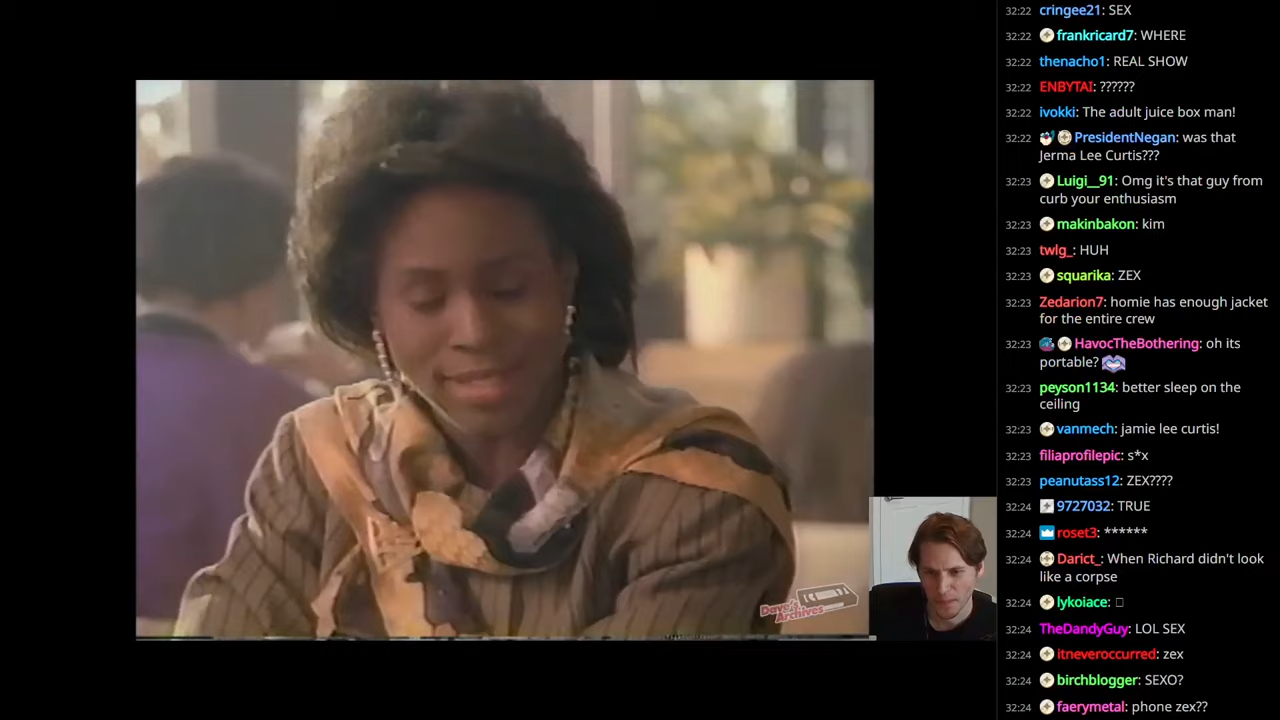 32:22 cringee21: SEX
32:22 frankricard7: WHERE
32:22 thenacho1: REAL SHOW
32:22 ENBYTAI: ??????
32:22 ivokki: The adult juice box man!
32:22 PresidentNegan: was that
Jerma Lee Curtis???
32:23 Luigi__91: Omg it's that guy from
curb your enthusiasm
32:23 makinbakon: kim
32:23 twlg_: HUH
32:23 squarika: ZEX
32:23 Zedarion7: homie has enough jacket
for the entire crew
32:23 HavocTheBothering: oh its
portable?
32:23 peyson1134: better sleep on the
ceiling
32:23 vanmech: jamie lee curtis!
32:23 filiaprofilepic: s*x
32:23 peanutass12: ZEX????
32:24 9727032: TRUE
32:24 roset3: ******
32:24 Darict_: When Richard didn't look
like a corpse
32:24 lykoiace:
32:24 TheDandyGuy: LOL SEX
32:24 itneveroccurred: zex
32:24 birchblogger: SEXO?
32:24 faerymetal: phone zex??
Dave's
Archives